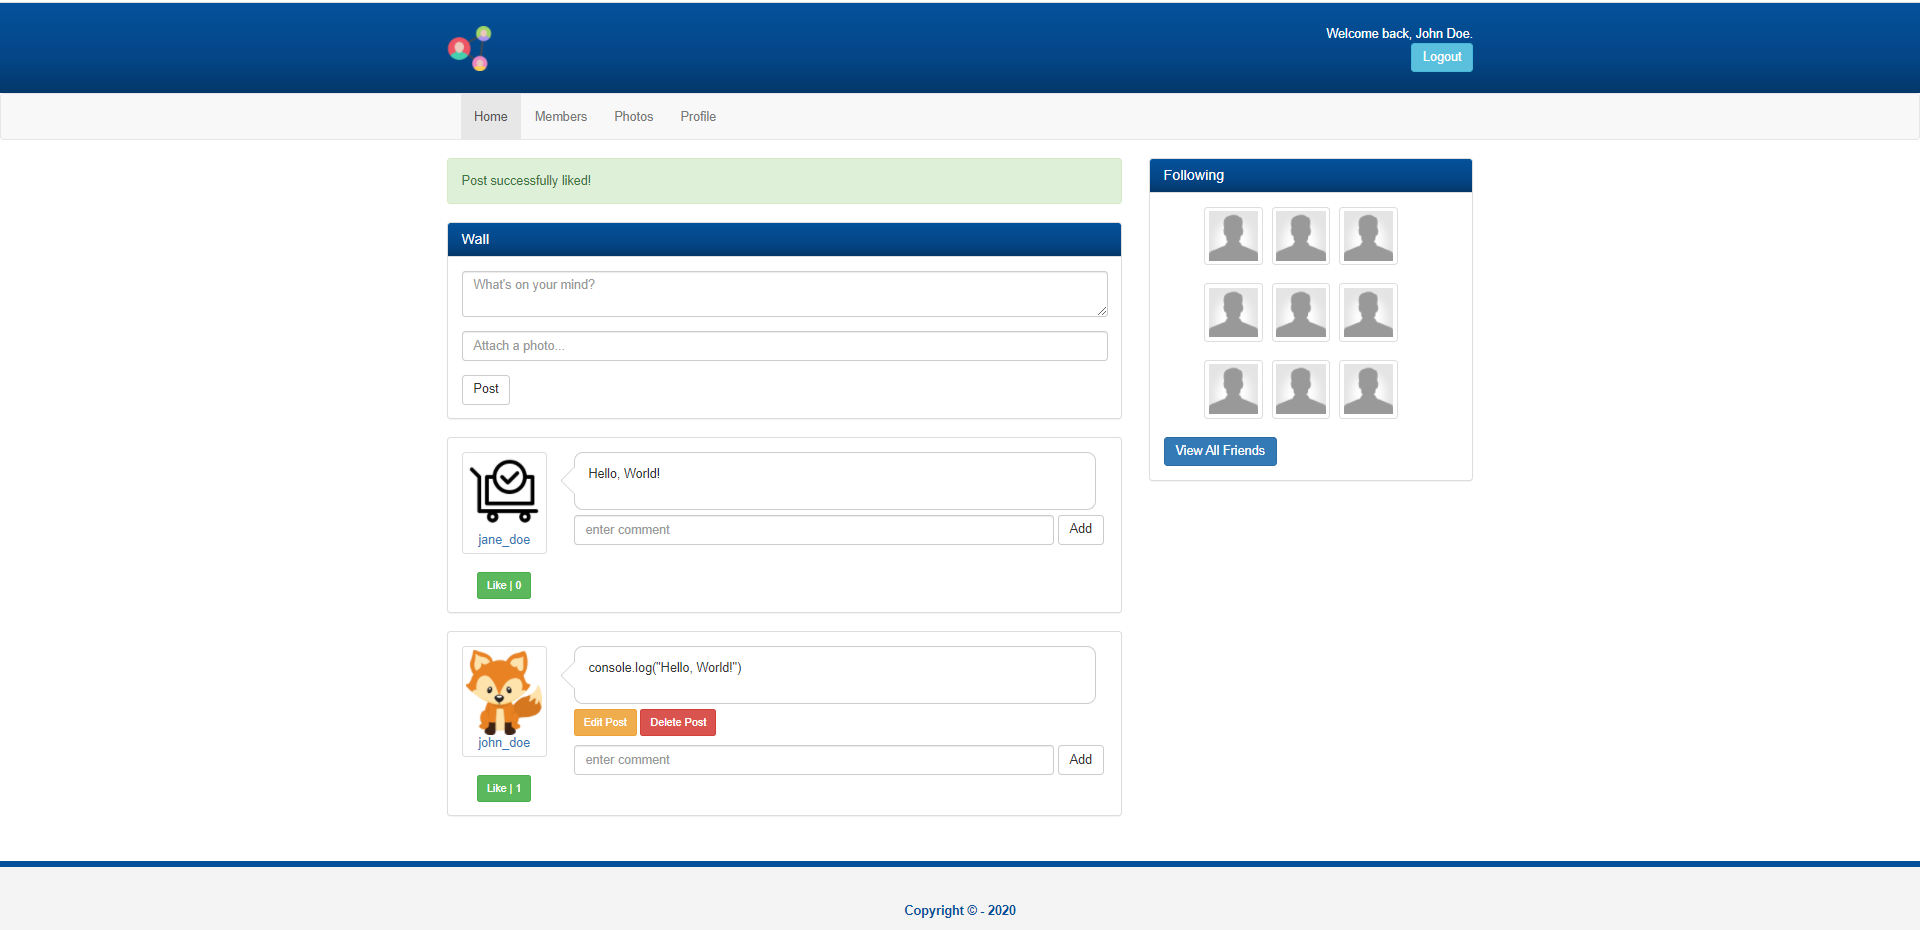 Welcome back, John Doe.
Logout
Home Members Photos Profile
Post successfully liked!
Following
Wall
What's on your mind?
Attach a photo...
Post
View All Friends
Hello, World!
enter comment Add
jane_doe
Like | 0
console.log("Hello, World!")
Edit Post Delete Post
john_doe
enter comment Add
Like | 1
Copyright © - 2020